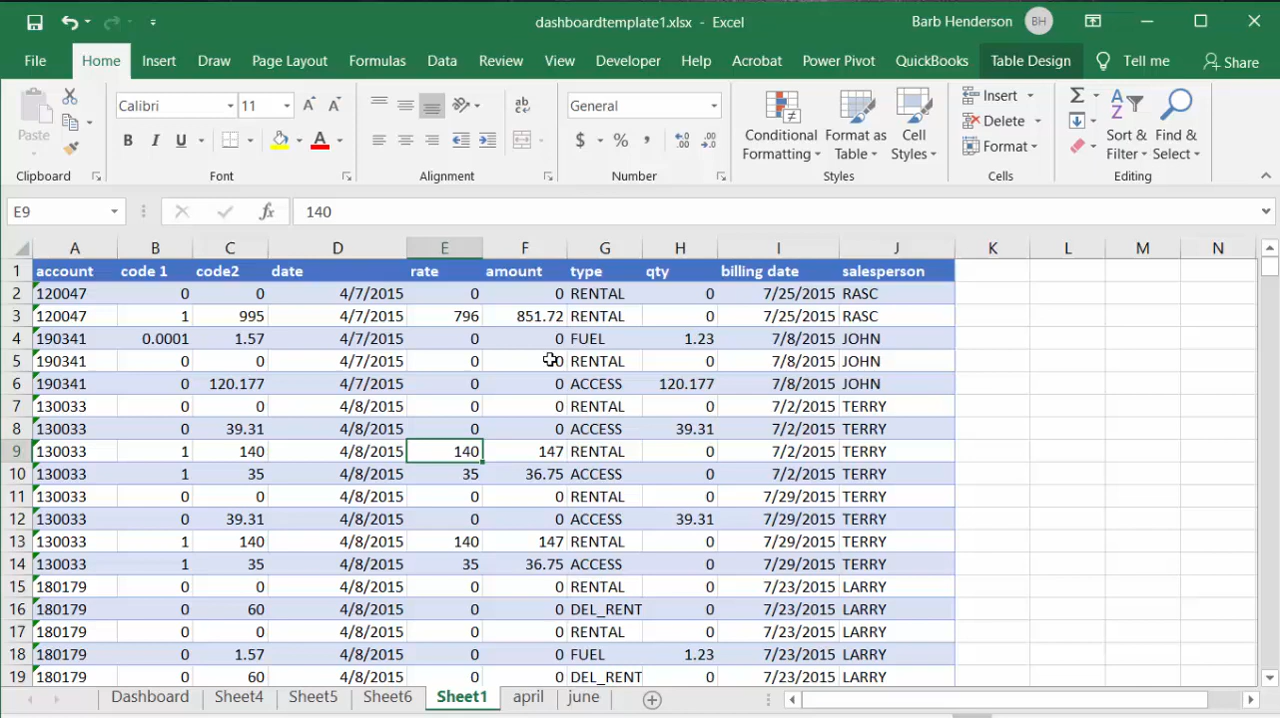 dashboardtemplate1.xlsx - Excel Barb Henderson BH
File Home Insert Draw Page Layout Formulas Data Review View Developer Help Acrobat Power Pivot QuickBooks Table Design Tell me Share
Calibri 11 General
Paste B I U A ab c $ % , Conditional Formatting Format as Table Cell Styles Insert Delete Format Sort & Filter Find & Select
Clipboard Font Alignment Number Styles Cells Editing
E9 fx 140
A B C D E F G H I J K L M N
1 account code 1 code2 date rate amount type qty billing date salesperson
2 120047 0 0 4/7/2015 0 0 RENTAL 0 7/25/2015 RASC
3 120047 1 995 4/7/2015 796 851.72 RENTAL 0 7/25/2015 RASC
4 190341 0.0001 1.57 4/7/2015 0 0 FUEL 1.23 7/8/2015 JOHN
5 190341 0 0 4/7/2015 0 0 RENTAL 0 7/8/2015 JOHN
6 190341 0 120.177 4/7/2015 0 0 ACCESS 120.177 7/8/2015 JOHN
7 130033 0 0 4/8/2015 0 0 RENTAL 0 7/2/2015 TERRY
8 130033 0 39.31 4/8/2015 0 0 ACCESS 39.31 7/2/2015 TERRY
9 130033 1 140 4/8/2015 140 147 RENTAL 0 7/2/2015 TERRY
10 130033 1 35 4/8/2015 35 36.75 ACCESS 0 7/2/2015 TERRY
11 130033 0 0 4/8/2015 0 0 RENTAL 0 7/29/2015 TERRY
12 130033 0 39.31 4/8/2015 0 0 ACCESS 39.31 7/29/2015 TERRY
13 130033 1 140 4/8/2015 140 147 RENTAL 0 7/29/2015 TERRY
14 130033 1 35 4/8/2015 35 36.75 ACCESS 0 7/29/2015 TERRY
15 180179 0 0 4/8/2015 0 0 RENTAL 0 7/23/2015 LARRY
16 180179 0 60 4/8/2015 0 0 DEL_RENT 0 7/23/2015 LARRY
17 180179 0 0 4/8/2015 0 0 RENTAL 0 7/23/2015 LARRY
18 180179 0 1.57 4/8/2015 0 0 FUEL 1.23 7/23/2015 LARRY
19 180179 0 60 4/8/2015 0 0 DEL_RENT 0 7/23/2015 LARRY
Dashboard Sheet4 Sheet5 Sheet6 Sheet1 april june